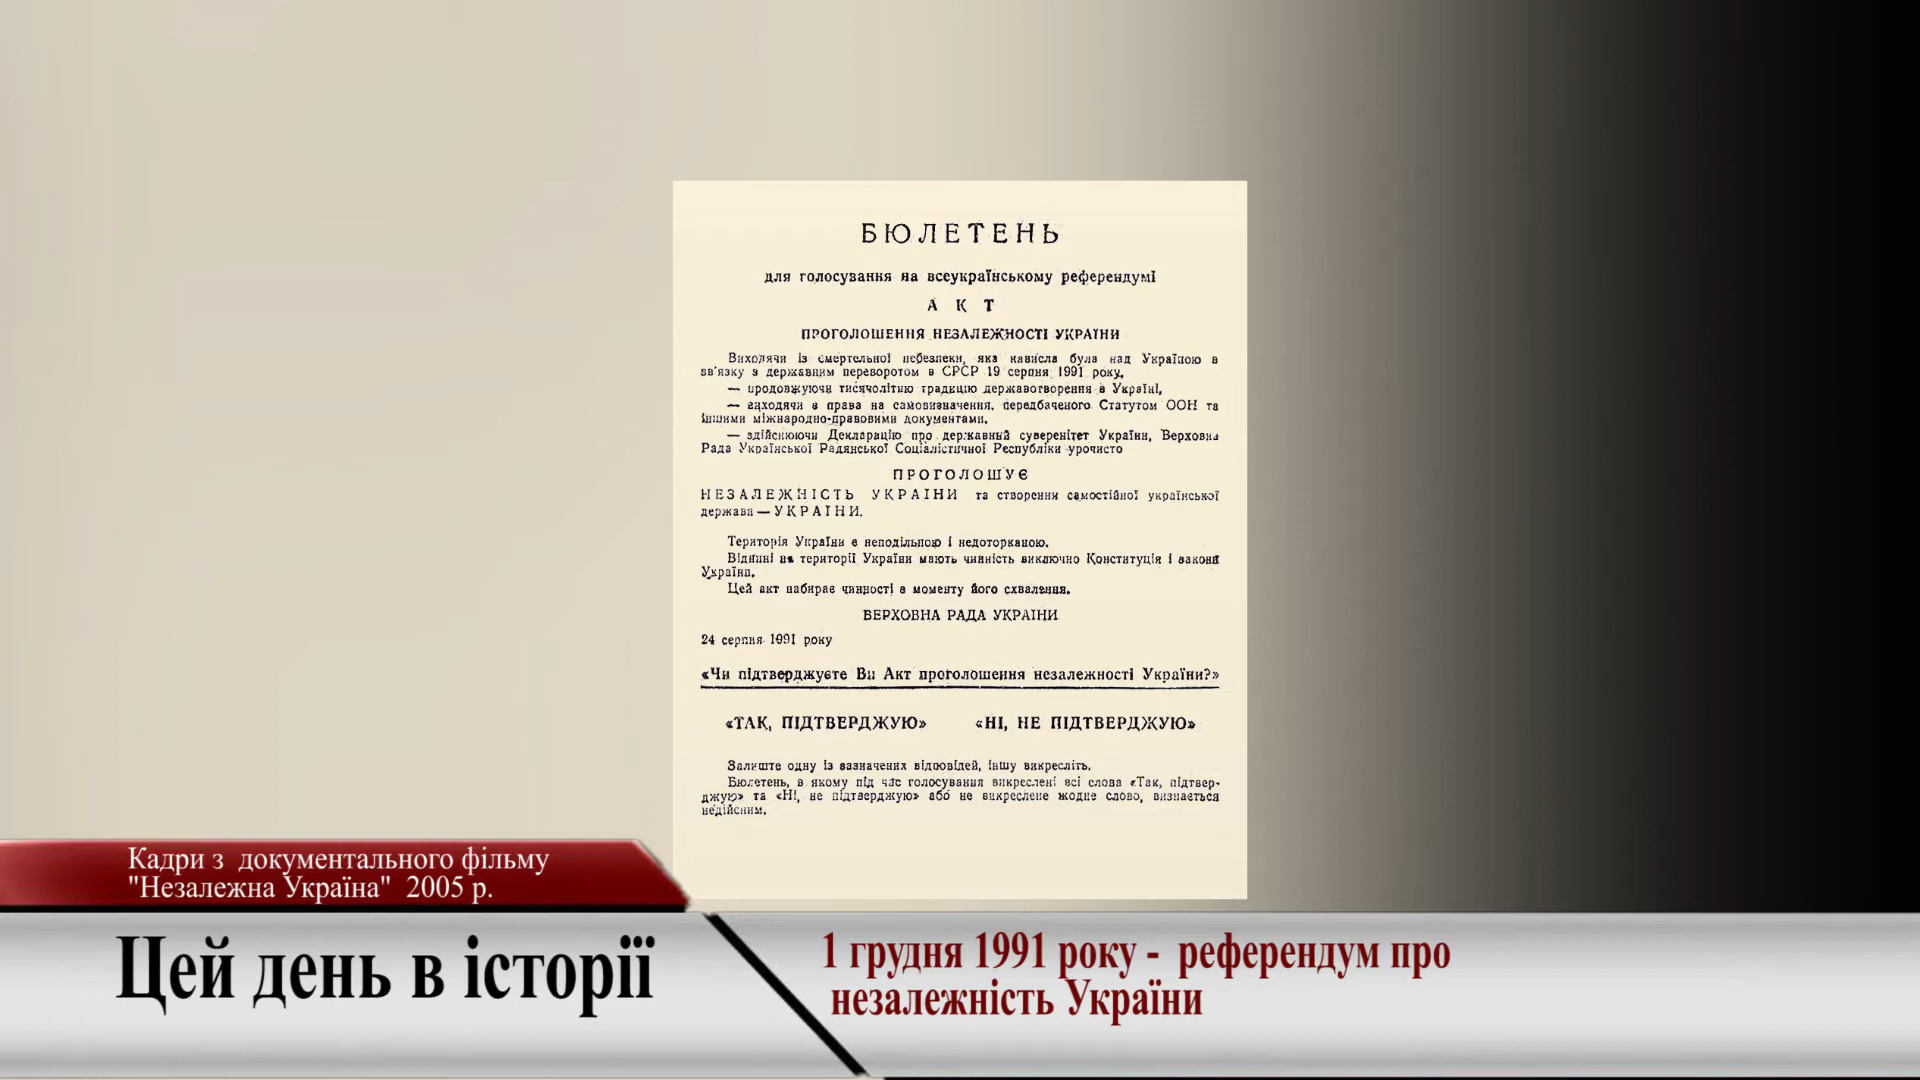 БЮЛЕТЕНЬ
для голосування на всеукраїнському референдумі
АКТ
ПРОГОЛОШЕННЯ НЕЗАЛЕЖНОСТІ УКРАЇНИ
Виходячи із смертельної небезпеки, яка нависла була над Україною в
зв'язку з державним переворотом в СРСР 19 серпня 1991 року,
— продовжуючи тисячолітню традицію державотворення в Україні,
— виходячи з права на самовизначення, передбаченого Статутом ООН та
іншими міжнародно-правовими документами,
— здійснюючи Декларацію про державний суверенітет України, Верховна
Рада Української Радянської Соціалістичної Республіки урочисто
ПРОГОЛОШУЄ
НЕЗАЛЕЖНІСТЬ УКРАЇНИ та створення самостійної української
держави — УКРАЇНИ.
Територія України є неподільною і недоторканою.
Віднині на території України мають чинність виключно Конституція і закони
України.
Цей акт набирає чинності з моменту його схвалення.
ВЕРХОВНА РАДА УКРАЇНИ
24 серпня 1991 року
«Чи підтверджуєте Ви Акт проголошення незалежності України?»
«ТАК, ПІДТВЕРДЖУЮ» «НІ, НЕ ПІДТВЕРДЖУЮ»
Залиште одну із зазначених відповідей, іншу викресліть.
Бюлетень, в якому під час голосування викреслені всі слова «Так, підтвер-
джую» та «Ні, не підтверджую» або не викреслене жодне слово, визнається
недійсним.
Кадри з документального фільму
"Незалежна Україна" 2005 р.
Цей день в історії
1 грудня 1991 року - референдум про
незалежність України